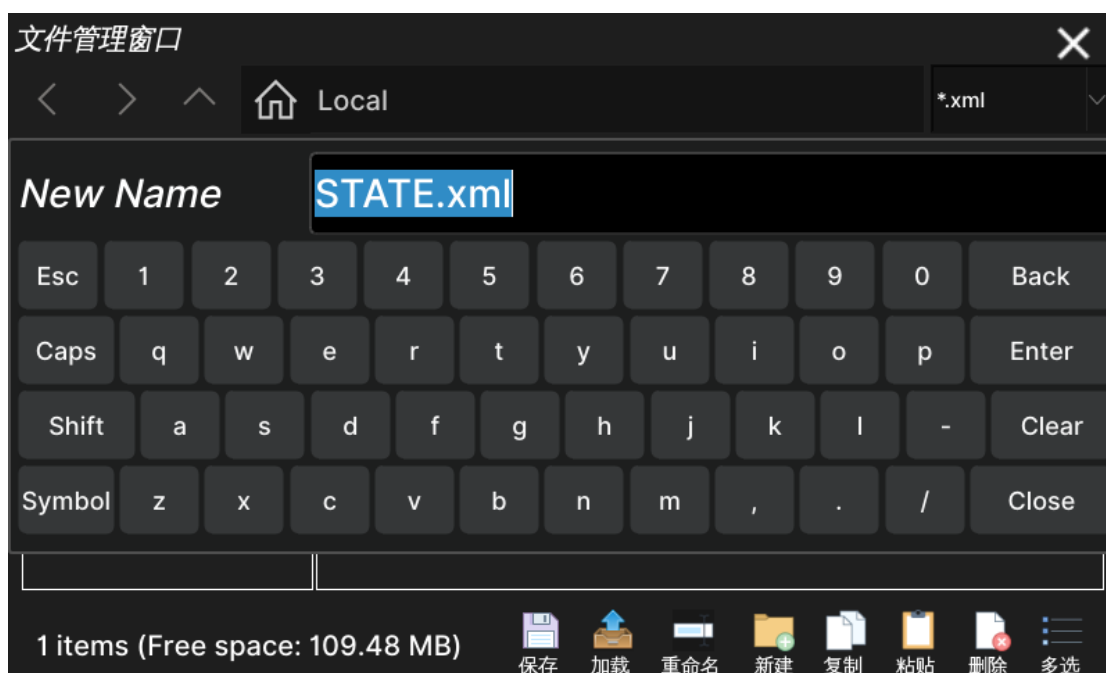 文件管理窗口
Local *.xml
New Name STATE.xml
Esc 1 2 3 4 5 6 7 8 9 0 Back
Caps q w e r t y u i o p Enter
Shift a s d f g h j k l - Clear
Symbol z x c v b n m , . / Close
1 items (Free space: 109.48 MB) 保存 加载 重命名 新建 复制 粘贴 删除 多选